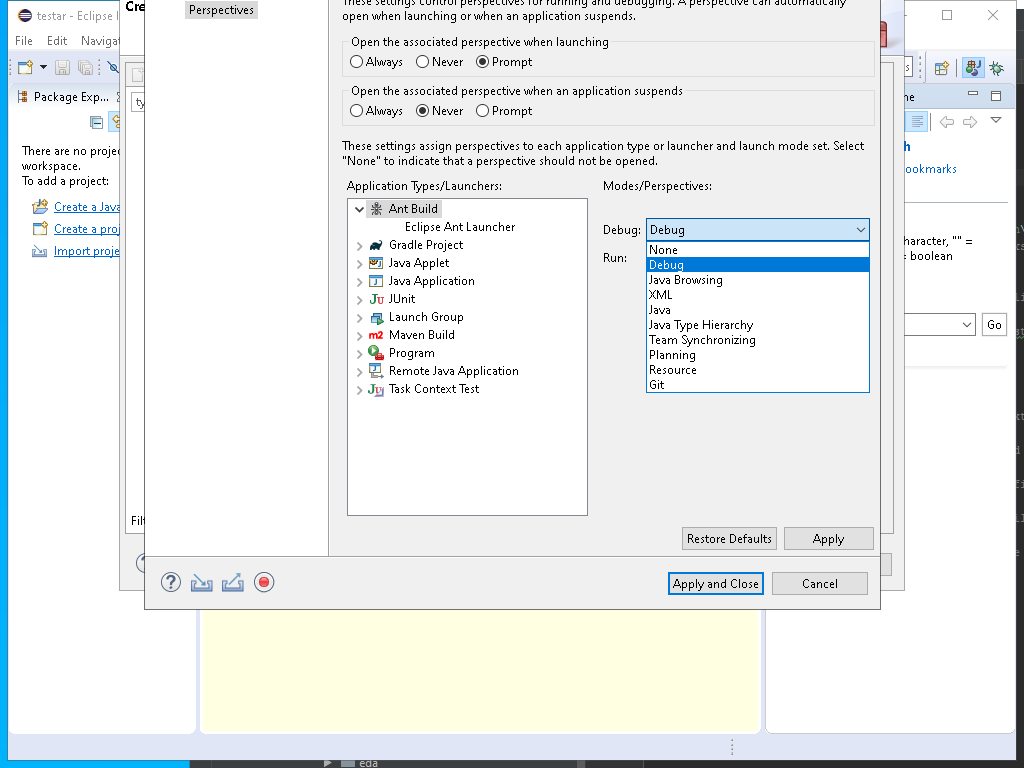 testar - Eclipse I
File Edit Navigat
Package Exp...
There are no proje
workspace.
To add a project:
Create a Java
Create a proj
Import proje
Cre
ty
Filt
Perspectives
These settings control perspectives for running and debugging. A perspective can automatically
open when launching or when an application suspends.
Open the associated perspective when launching
Always Never Prompt
Open the associated perspective when an application suspends
Always Never Prompt
These settings assign perspectives to each application type or launcher and launch mode set. Select
"None" to indicate that a perspective should not be opened.
Application Types/Launchers:
Modes/Perspectives:
Ant Build
Eclipse Ant Launcher
Gradle Project
Java Applet
Java Application
JUnit
Launch Group
Maven Build
Program
Remote Java Application
Task Context Test
Debug: Debug
Run:
None
Debug
Java Browsing
XML
Java
Java Type Hierarchy
Team Synchronizing
Planning
Resource
Git
Restore Defaults Apply
Apply and Close Cancel
ne
h
ookmarks
haracter, "" =
= boolean
Go
eda